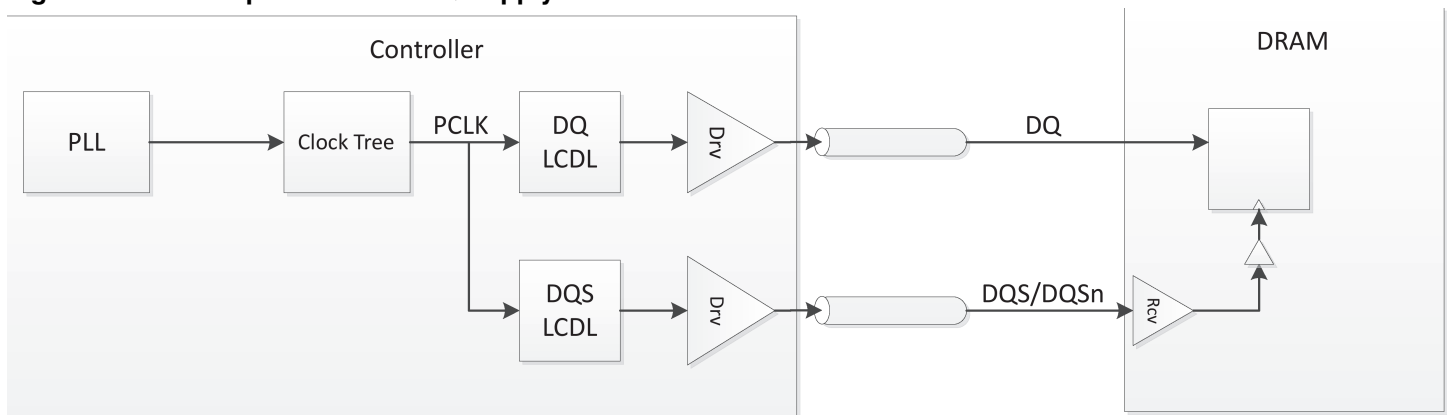 Controller
DRAM
PLL
Clock Tree
PCLK
DQ
LCDL
Drv
DQ
DQS
LCDL
Drv
DQS/DQSn
Rcv